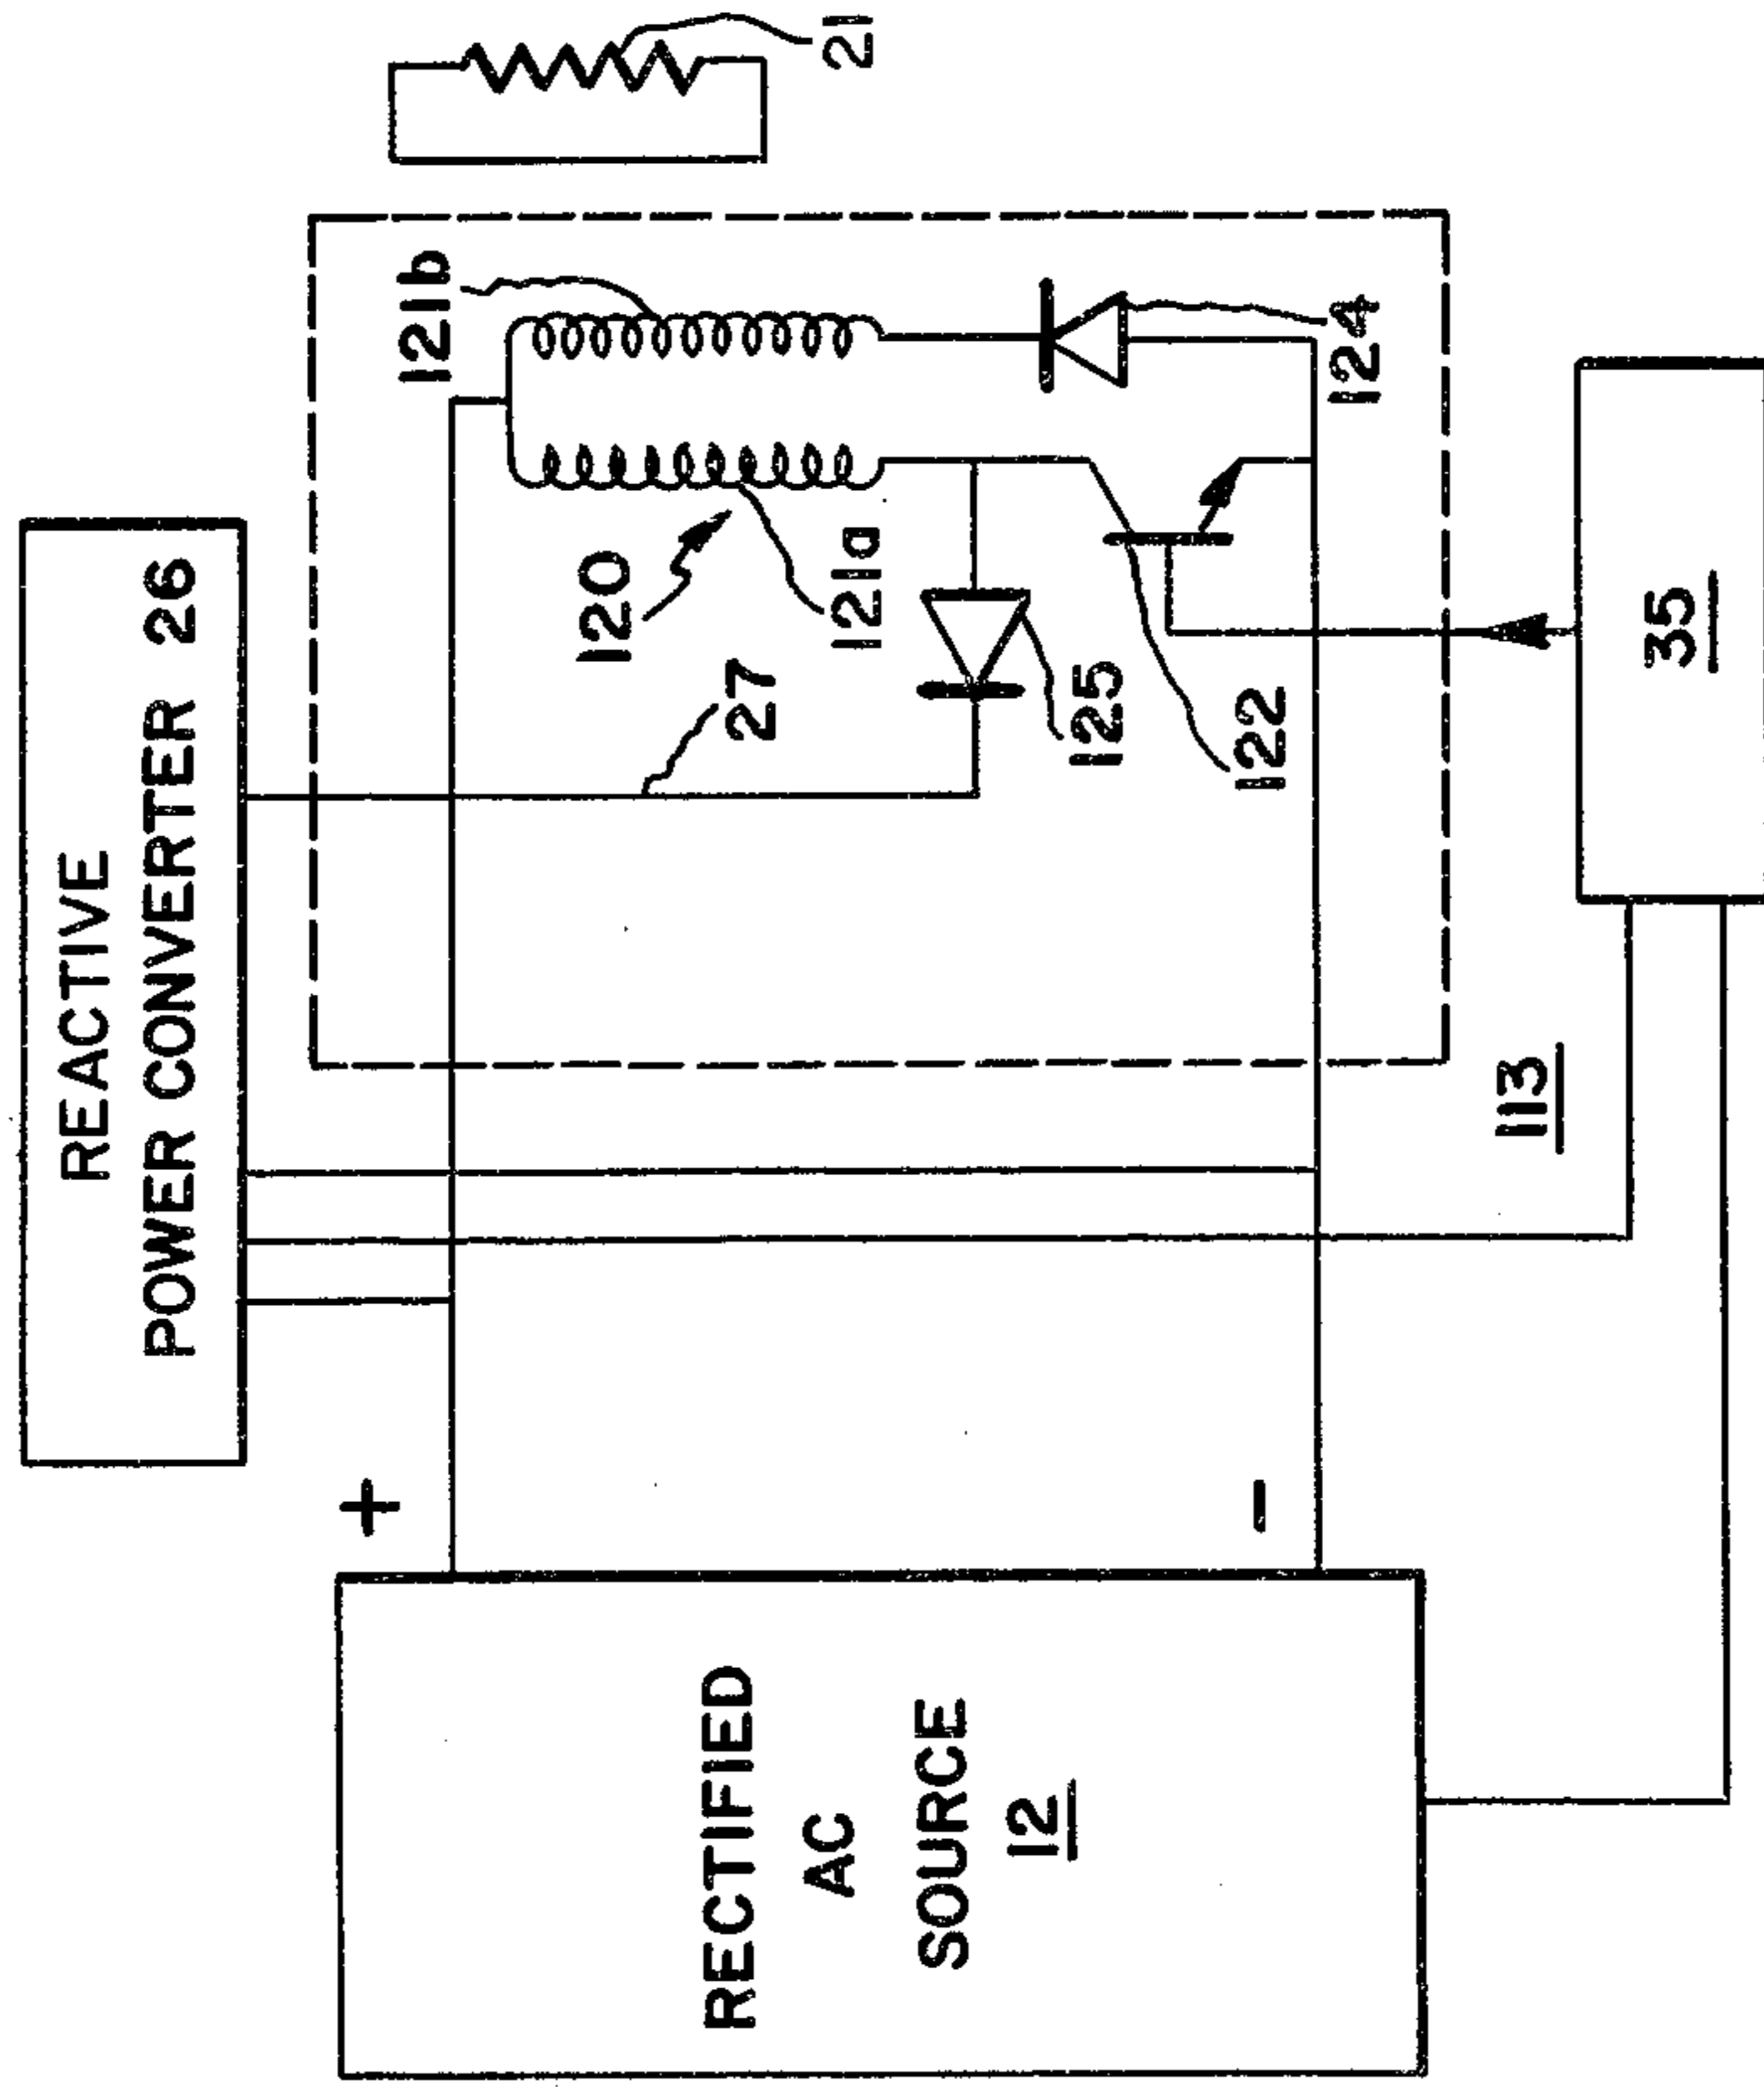 REACTIVE
POWER CONVERTER 26
21
121b
120
121a
27
125
122
124
+
-
RECTIFIED
AC
SOURCE
12
113
35